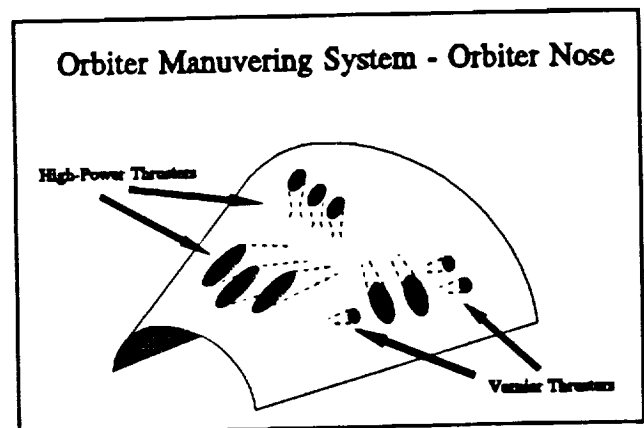 Orbiter Manuvering System - Orbiter Nose
High-Power Thrusters
Vernier Thrusters